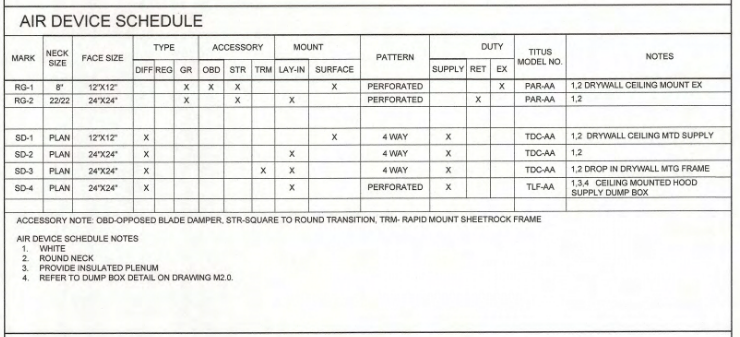 AIR DEVICE SCHEDULE
MARK NECK SIZE FACE SIZE TYPE ACCESSORY MOUNT PATTERN DUTY TITUS MODEL NO. NOTES
DIFF REG GR OBD STR TRM LAY-IN SURFACE SUPPLY RET EX
RG-1 8" 12"X12" X X X X PERFORATED X PAR-AA 1,2 DRYWALL CEILING MOUNT EX
RG-2 22/22 24"X24" X X X PERFORATED X PAR-AA 1,2
SD-1 PLAN 12"X12" X X 4 WAY X TDC-AA 1,2 DRYWALL CEILING MTD SUPPLY
SD-2 PLAN 24"X24" X X 4 WAY X TDC-AA 1,2
SD-3 PLAN 24"X24" X X X 4 WAY X TDC-AA 1,2 DROP IN DRYWALL MTG FRAME
SD-4 PLAN 24"X24" X X PERFORATED X TLF-AA 1,3,4 CEILING MOUNTED HOOD
SUPPLY DUMP BOX
ACCESSORY NOTE: OBD-OPPOSED BLADE DAMPER, STR-SQUARE TO ROUND TRANSITION, TRM- RAPID MOUNT SHEETROCK FRAME
AIR DEVICE SCHEDULE NOTES
1. WHITE
2. ROUND NECK
3. PROVIDE INSULATED PLENUM
4. REFER TO DUMP BOX DETAIL ON DRAWING M2.0.